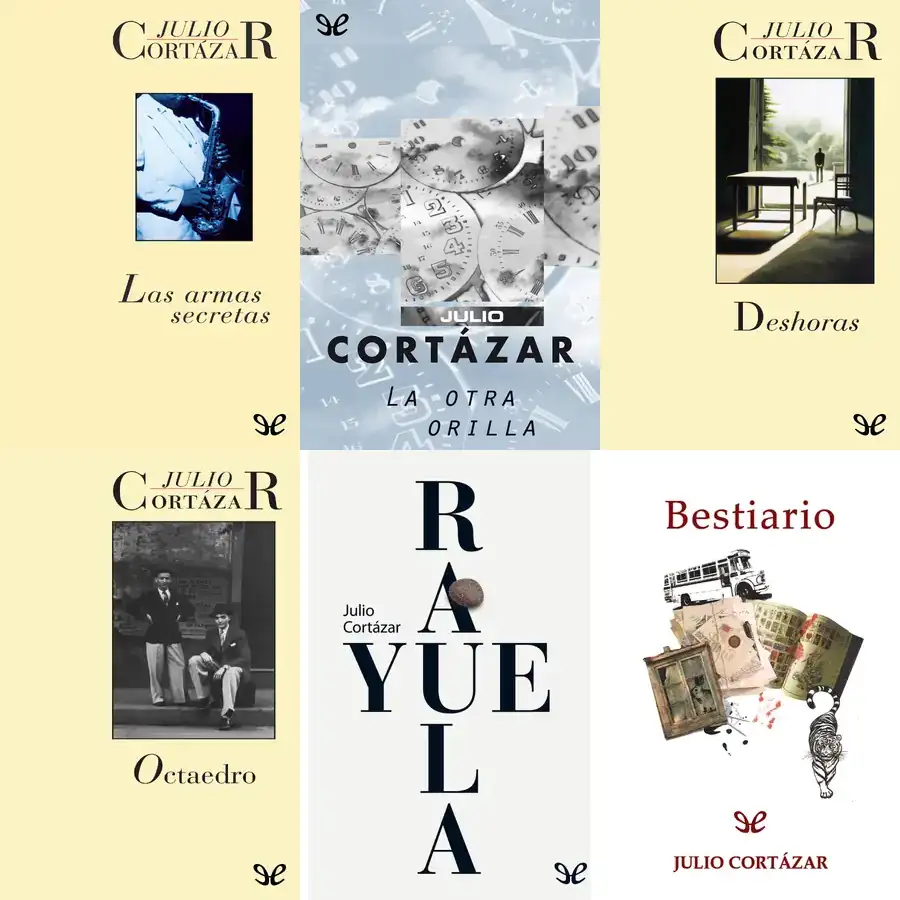 JULIO
CORTÁZAR
Las armas
secretas
JULIO
CORTÁZAR
LA OTRA
ORILLA
JULIO
CORTÁZAR
Deshoras
JULIO
CORTÁZAR
Octaedro
RAYUELA
Julio
Cortázar
YUE
Bestiario
JULIO CORTÁZAR